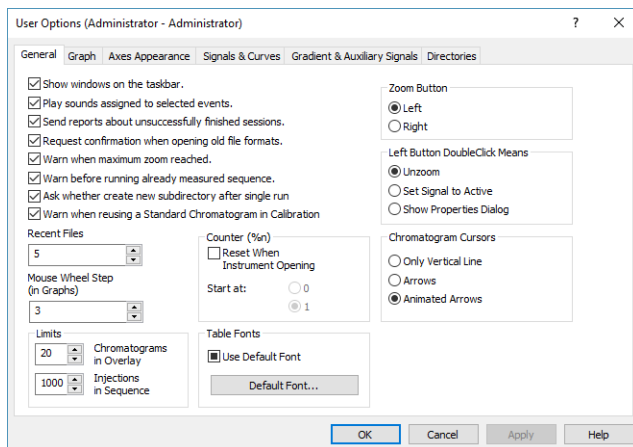 User Options (Administrator - Administrator)
General
Graph
Axes Appearance
Signals & Curves
Gradient & Auxiliary Signals
Directories
Show windows on the taskbar.
Play sounds assigned to selected events.
Send reports about unsuccessfully finished sessions.
Request confirmation when opening old file formats.
Warn when maximum zoom reached.
Warn before running already measured sequence.
Ask whether create new subdirectory after single run
Warn when reusing a Standard Chromatogram in Calibration
Zoom Button
Left
Right
Left Button DoubleClick Means
Unzoom
Set Signal to Active
Show Properties Dialog
Recent Files
5
Mouse Wheel Step
(in Graphs)
3
Counter (%n)
Reset When
Instrument Opening
Start at:
0
1
Chromatogram Cursors
Only Vertical Line
Arrows
Animated Arrows
Limits
20
Chromatograms
in Overlay
1000
Injections
in Sequence
Table Fonts
Use Default Font
Default Font...
OK
Cancel
Apply
Help